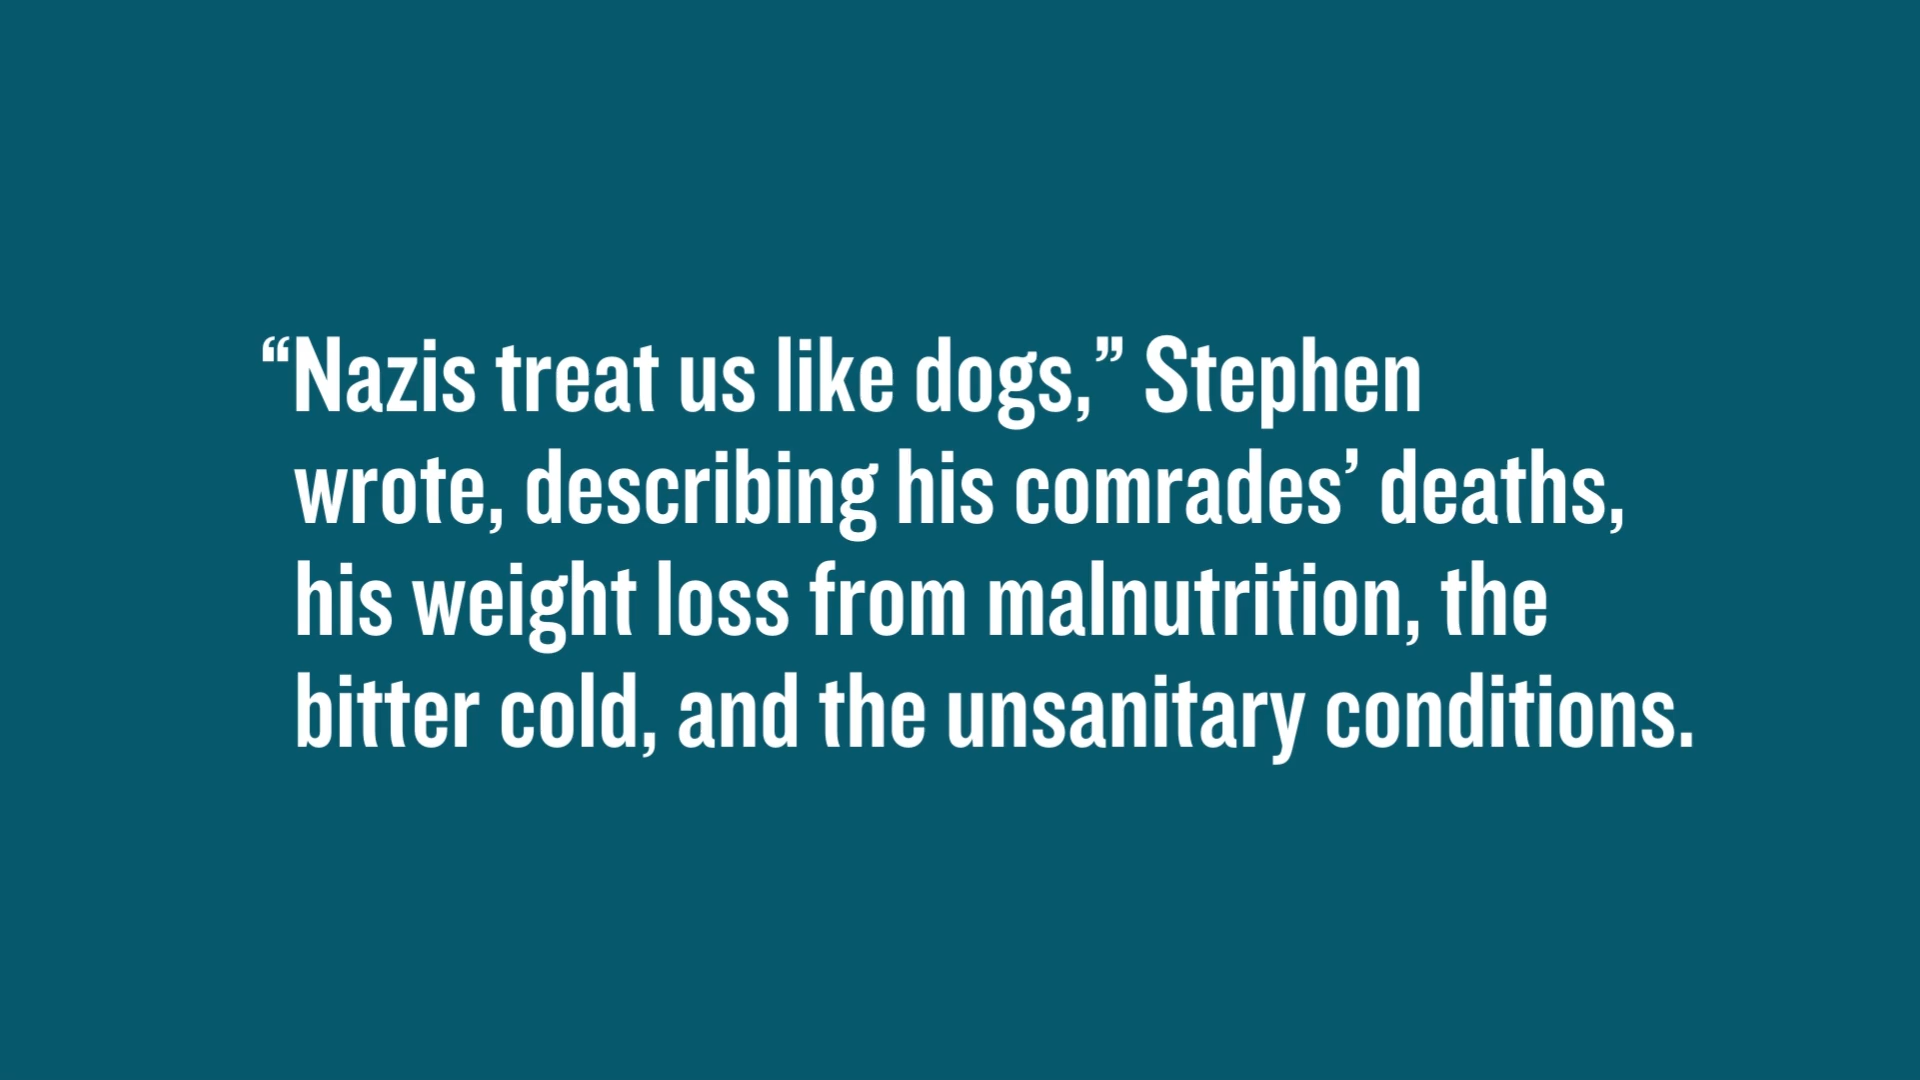 “Nazis treat us like dogs,” Stephen
wrote, describing his comrades’ deaths,
his weight loss from malnutrition, the
bitter cold, and the unsanitary conditions.